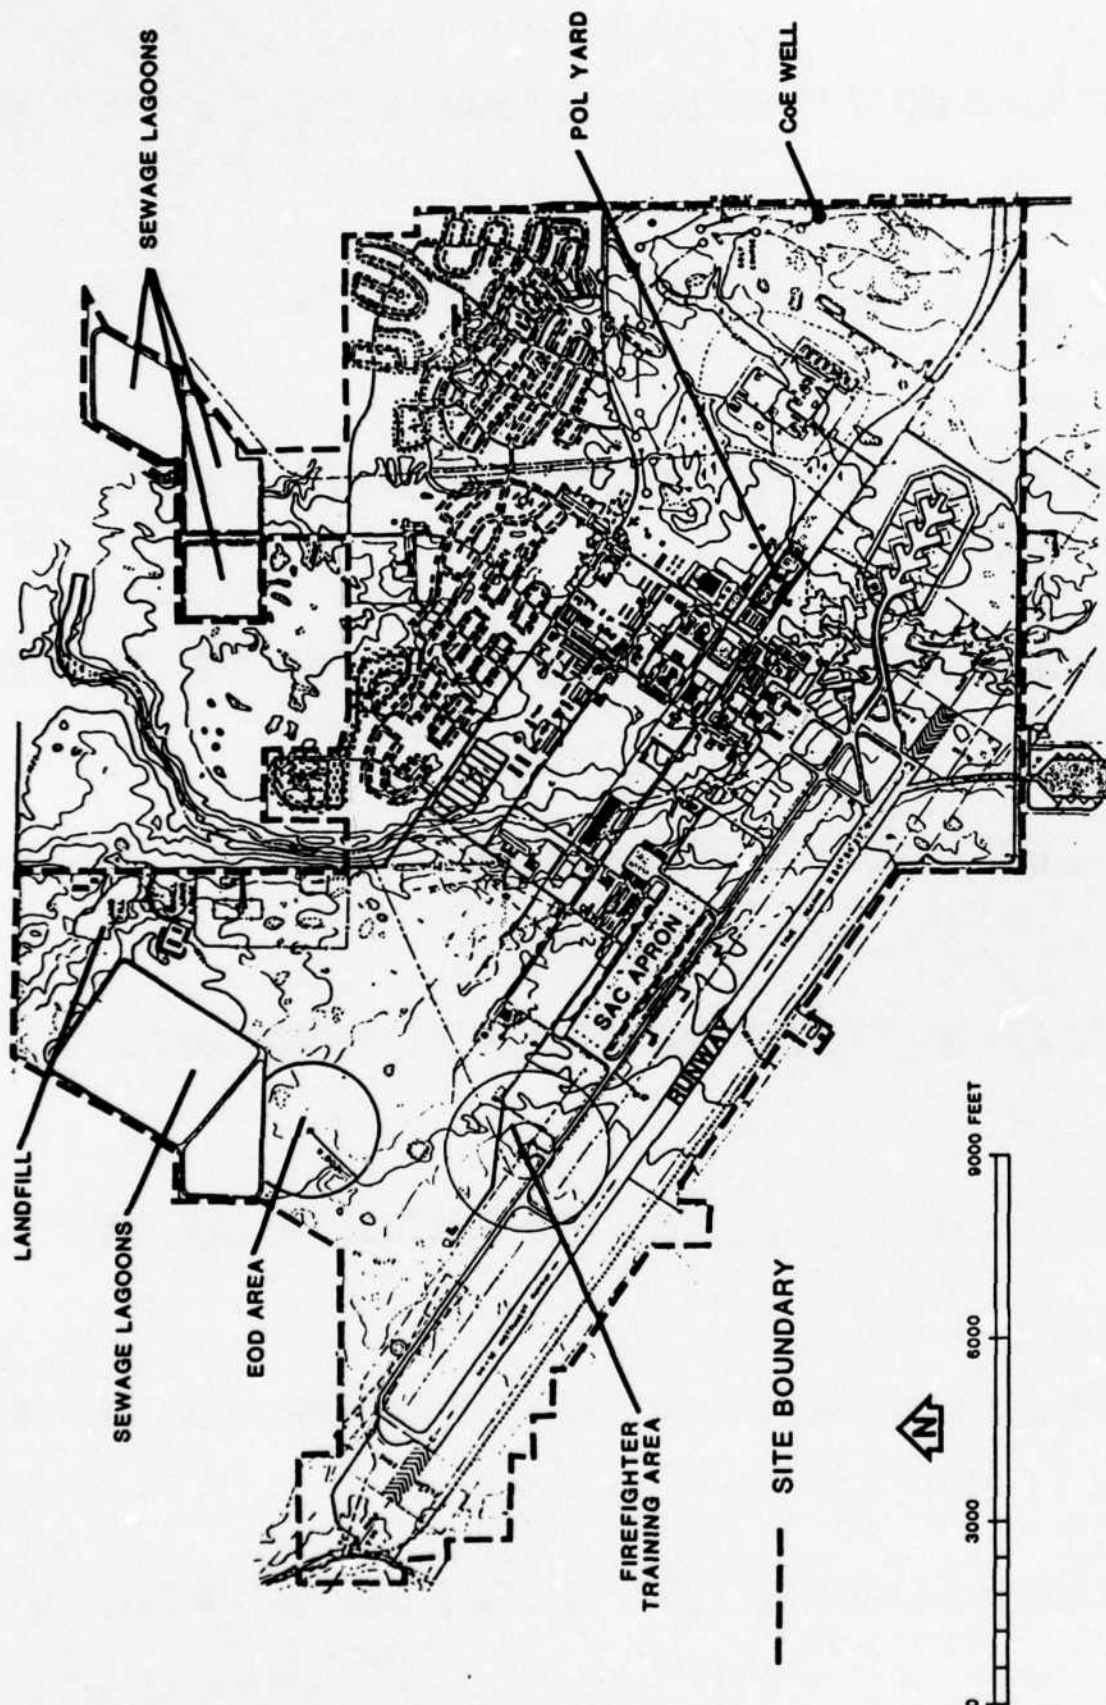 SEWAGE LAGOONS
POL YARD
CoE WELL
LANDFILL
SEWAGE LAGOONS
EOD AREA
SAC APRON
RUNWAY
FIREFIGHTER
TRAINING AREA
SITE BOUNDARY
N
0 3000 6000 9000 FEET